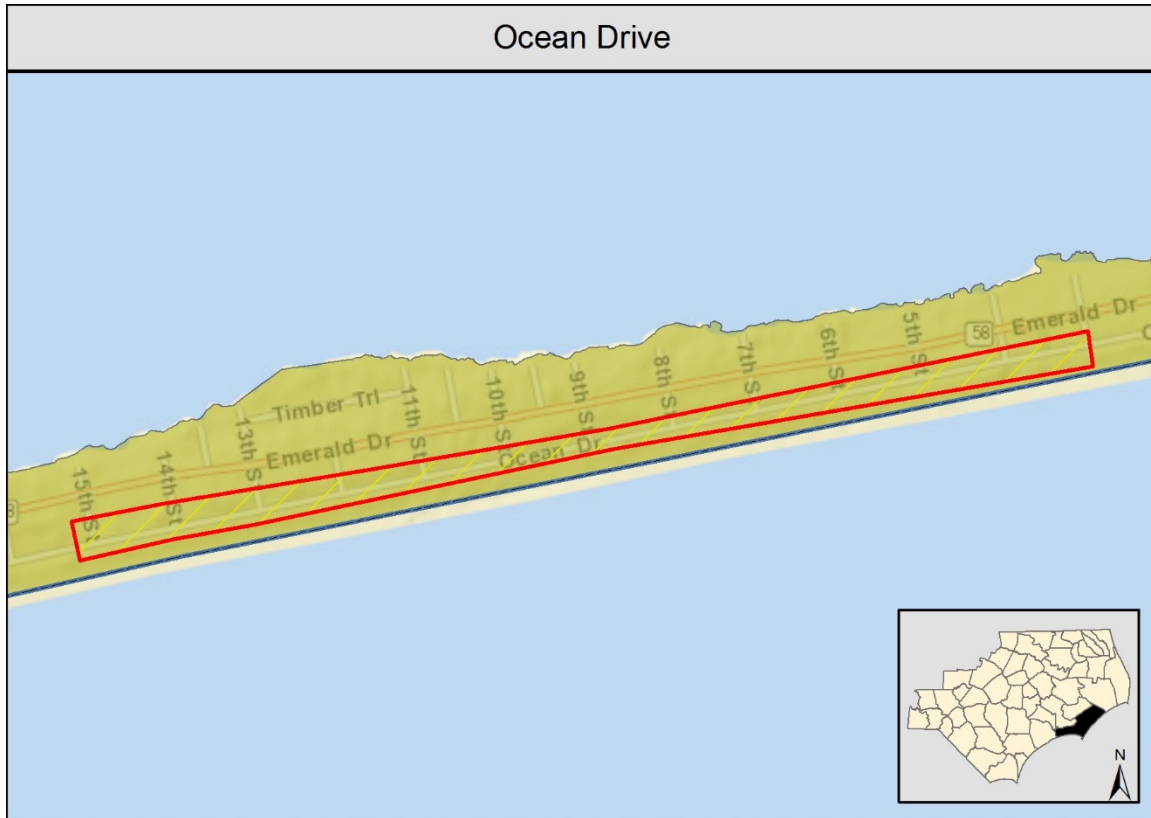 Ocean Drive
58
Emerald Dr
5th St
6th St
7th St
8th St
9th St
10th St
11th St
Timber Trl
13th St
Emerald Dr
Ocean Dr
14th St
15th St
N